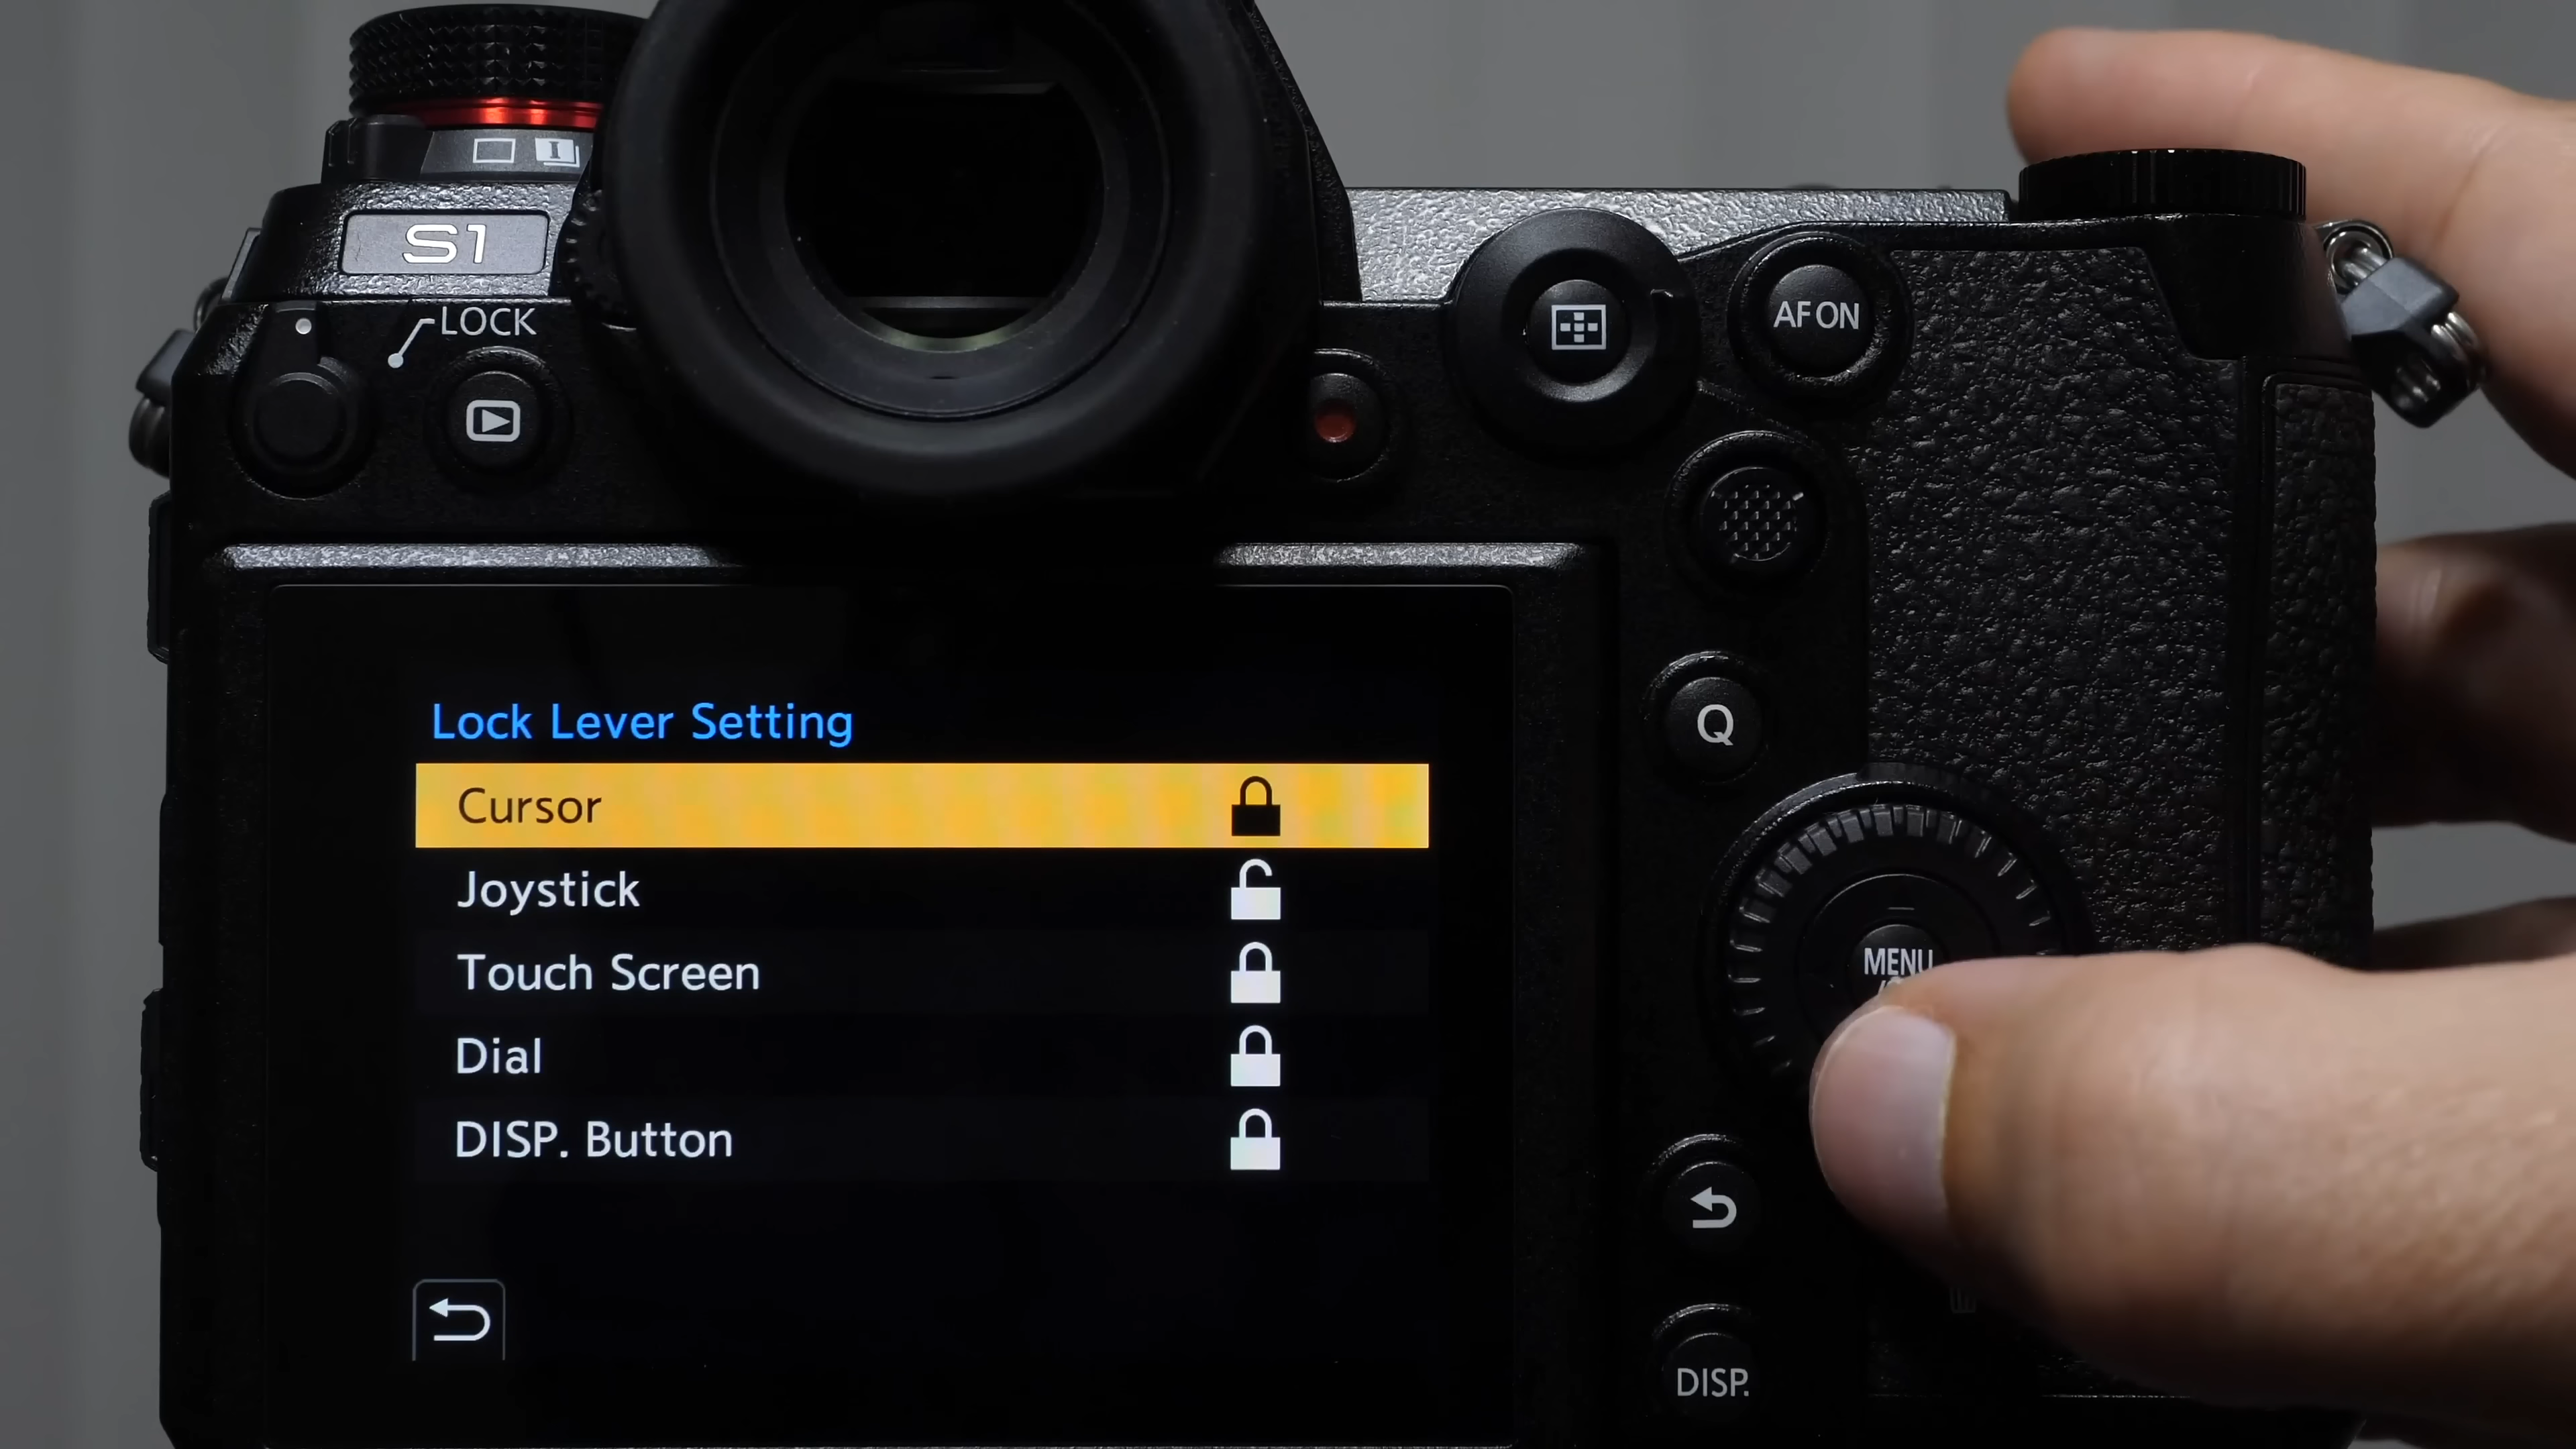 S1
LOCK
AF ON
Q
Lock Lever Setting
Cursor
Joystick
Touch Screen
Dial
DISP. Button
MENU
DISP.